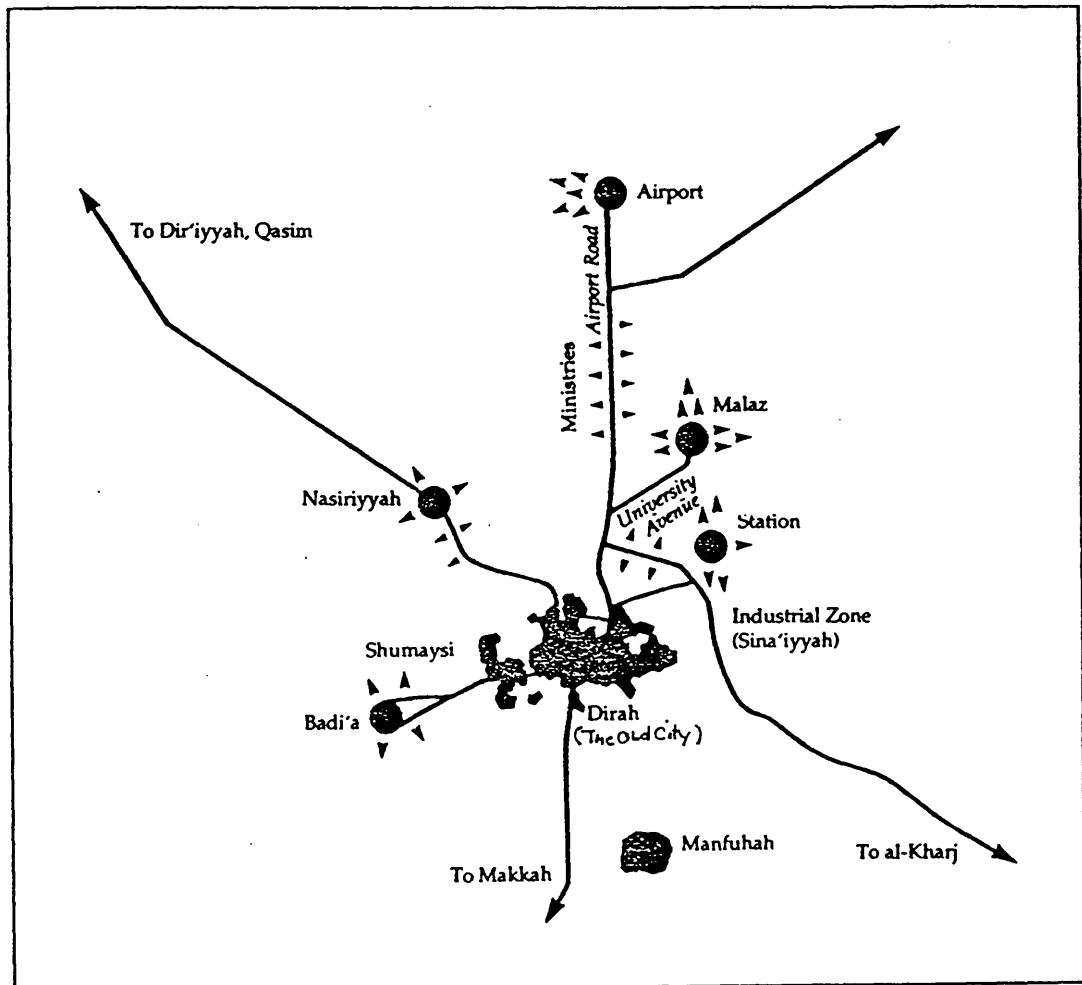 Airport
To Dir'iyyah, Qasim
Airport Road
Ministries
Malaz
Nasiriyyah
University
Avenue
Station
Industrial Zone
(Sina'iyyah)
Shumaysi
Badi'a
Dirah
(The Old City)
Manfuhah
To al-Kharj
To Makkah